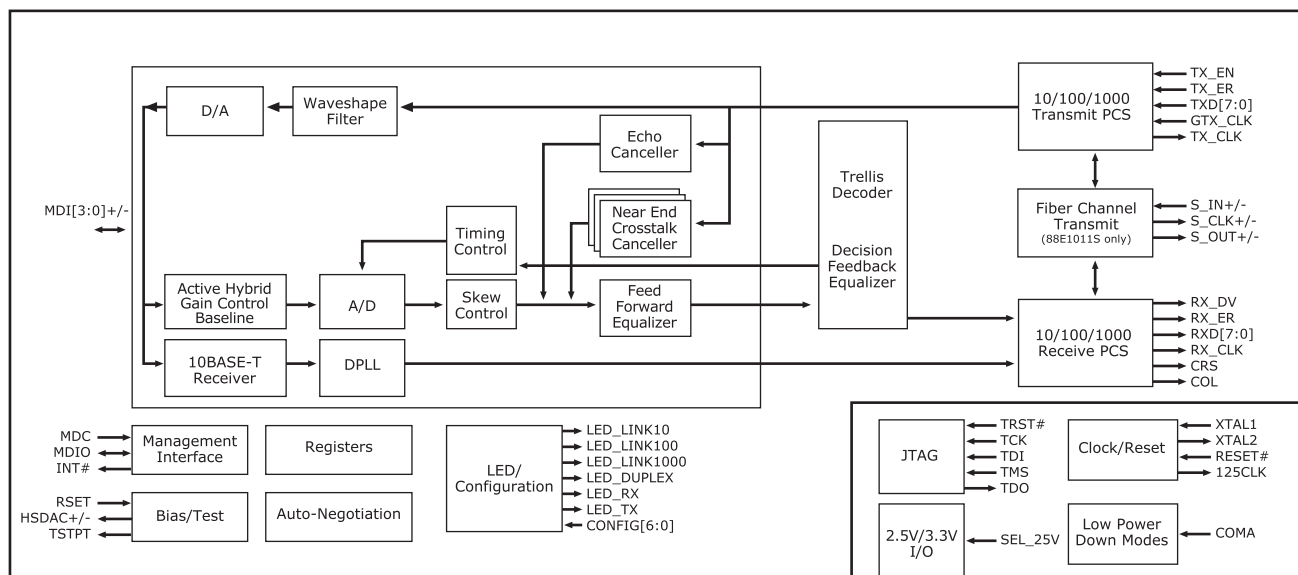 D/A
Waveshape
Filter
10/100/1000
Transmit PCS
TX_EN
TX_ER
TXD[7:0]
GTX_CLK
TX_CLK
Echo
Canceller
Trellis
Decoder
Decision
Feedback
Equalizer
MDI[3:0]+/-
Near End
Crosstalk
Canceller
Timing
Control
Fiber Channel
Transmit
(88E1011S only)
S_IN+/-
S_CLK+/-
S_OUT+/-
Active Hybrid
Gain Control
Baseline
A/D
Skew
Control
Feed
Forward
Equalizer
10/100/1000
Receive PCS
RX_DV
RX_ER
RXD[7:0]
RX_CLK
CRS
COL
10BASE-T
Receiver
DPLL
MDC
MDIO
INT#
Management
Interface
Registers
LED/
Configuration
LED_LINK10
LED_LINK100
LED_LINK1000
LED_DUPLEX
LED_RX
LED_TX
CONFIG[6:0]
RSET
HSDAC+/-
TSTPT
Bias/Test
Auto-Negotiation
JTAG
TRST#
TCK
TDI
TMS
TDO
Clock/Reset
XTAL1
XTAL2
RESET#
125CLK
2.5V/3.3V
I/O
SEL_25V
Low Power
Down Modes
COMA